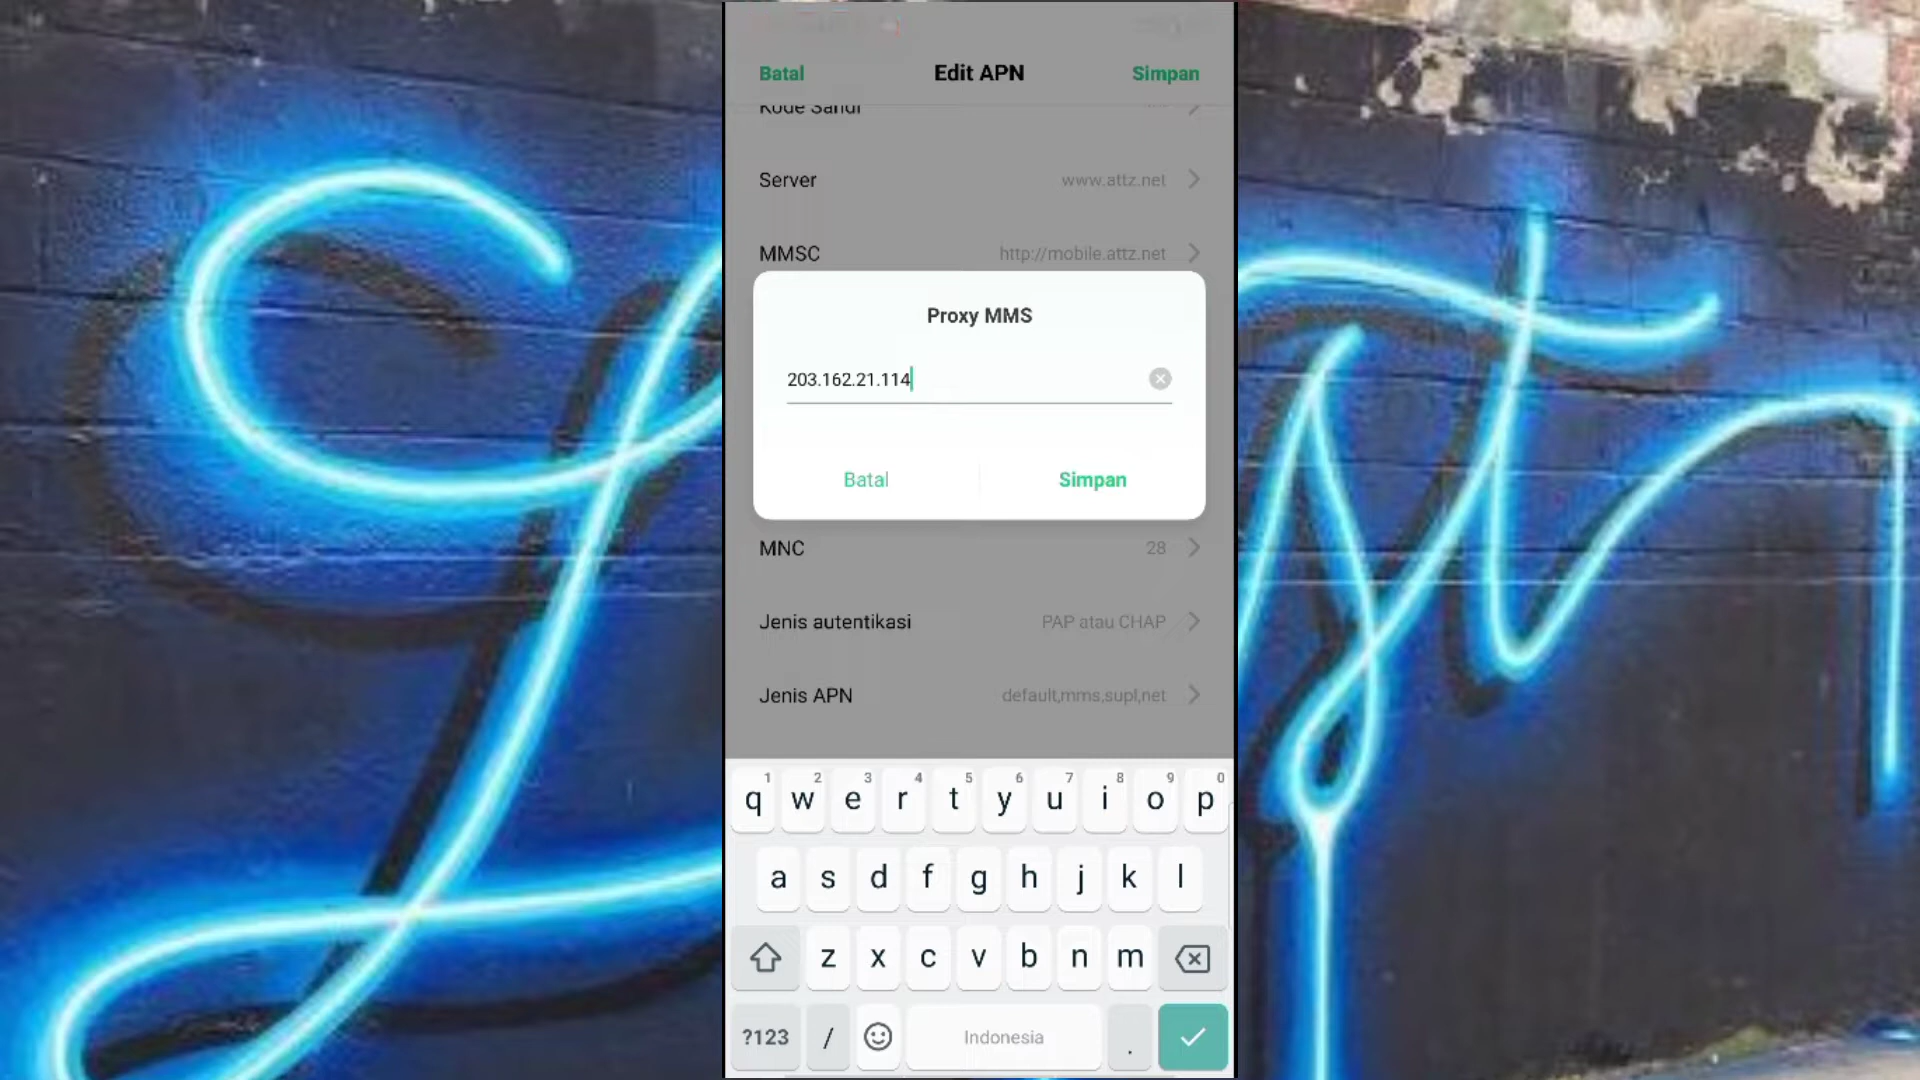 Batal Edit APN Simpan
Kode Sandi
Server www.attz.net
MMSC http://mobile.attz.net
Proxy MMS
203.162.21.114
Batal Simpan
MNC 28
Jenis autentikasi PAP atau CHAP
Jenis APN default,mms,supl,net
1 2 3 4 5 6 7 8 9 0
q w e r t y u i o p
a s d f g h j k l
z x c v b n m
?123 / Indonesia .